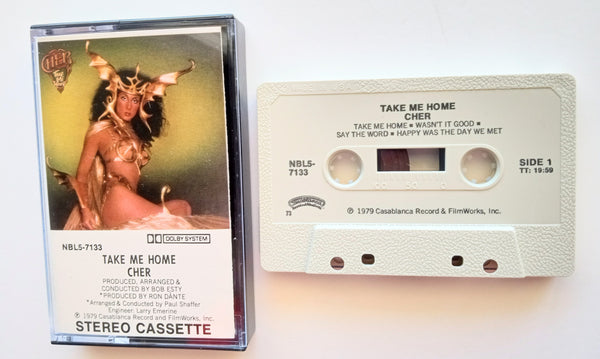 CHER
NBL5-7133
DOLBY SYSTEM
TAKE ME HOME
CHER
PRODUCED, ARRANGED &
CONDUCTED BY BOB ESTY
*PRODUCED BY RON DANTE
*Arranged & Conducted by Paul Shaffer
Engineer: Larry Emerine
℗ 1979 Casablanca Record and FilmWorks, Inc.
STEREO CASSETTE
TAKE ME HOME
CHER
TAKE ME HOME ▪ WASN'T IT GOOD ▪
SAY THE WORD ▪ HAPPY WAS THE DAY WE MET
NBL5-
7133
SIDE 1
TT: 19:59
73
℗ 1979 Casablanca Record & FilmWorks, Inc.